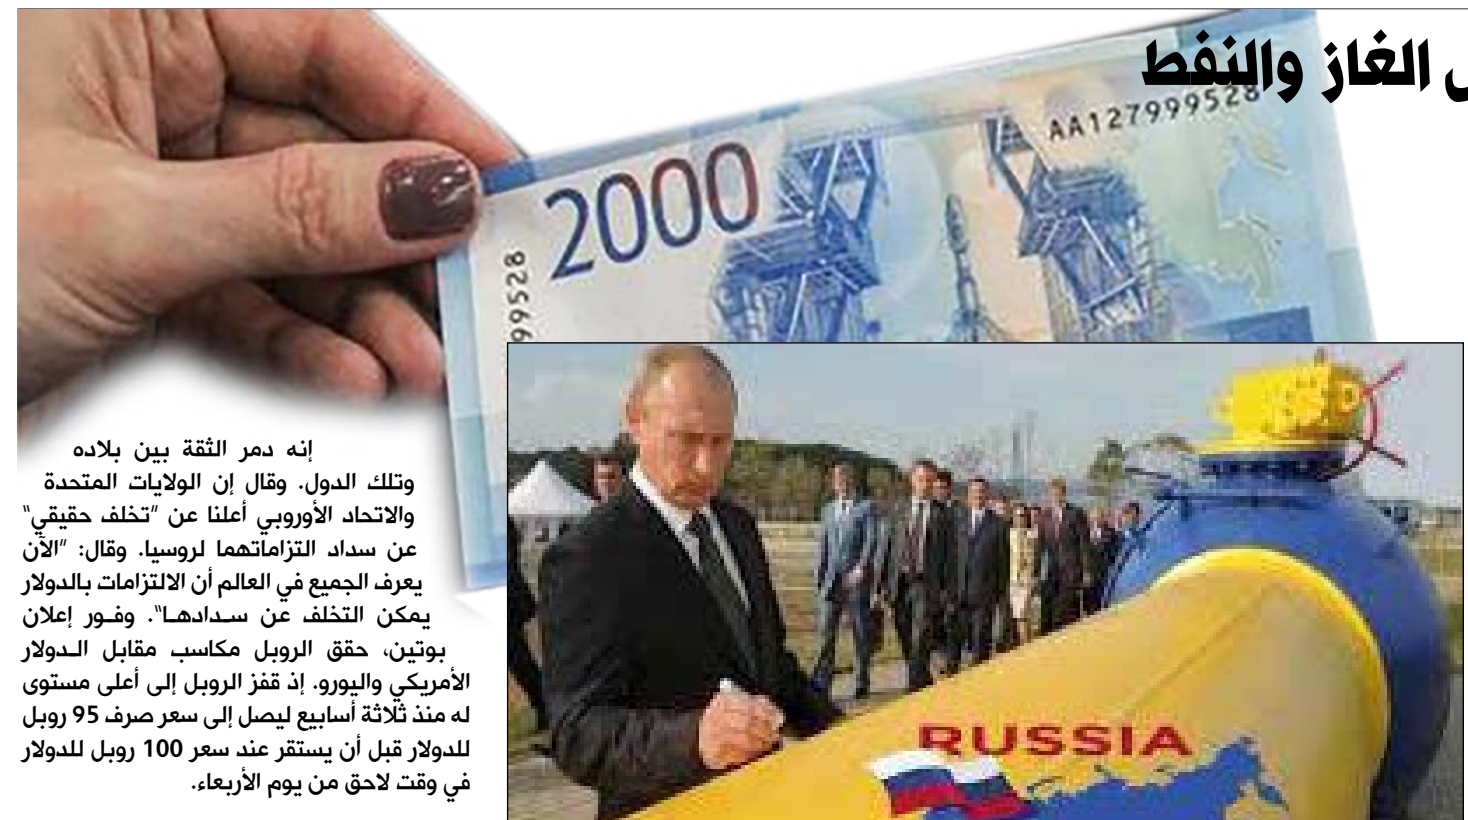 الغاز والنفط
AA127999528
2000
99528
إنه دمر الثقة بين بلاده
وتلك الدول. وقال إن الولايات المتحدة
والاتحاد الأوروبي أعلنا عن "تخلف حقيقي"
عن سداد التزاماتهما لروسيا. وقال: "الآن
يعرف الجميع في العالم أن الالتزامات بالدولار
يمكن التخلف عن سـدادهـا". وفـور إعلان
بوتين، حقق الروبل مكاسب مقابل الـدولار
الأمريكي واليورو. إذ قفز الروبل إلى أعلى مستوى
له منذ ثلاثة أسابيع ليصل إلى سعر صرف 95 روبل
للدولار قبل أن يستقر عند سعر 100 روبل للدولار
في وقت لاحق من يوم الأربعاء.
RUSSIA